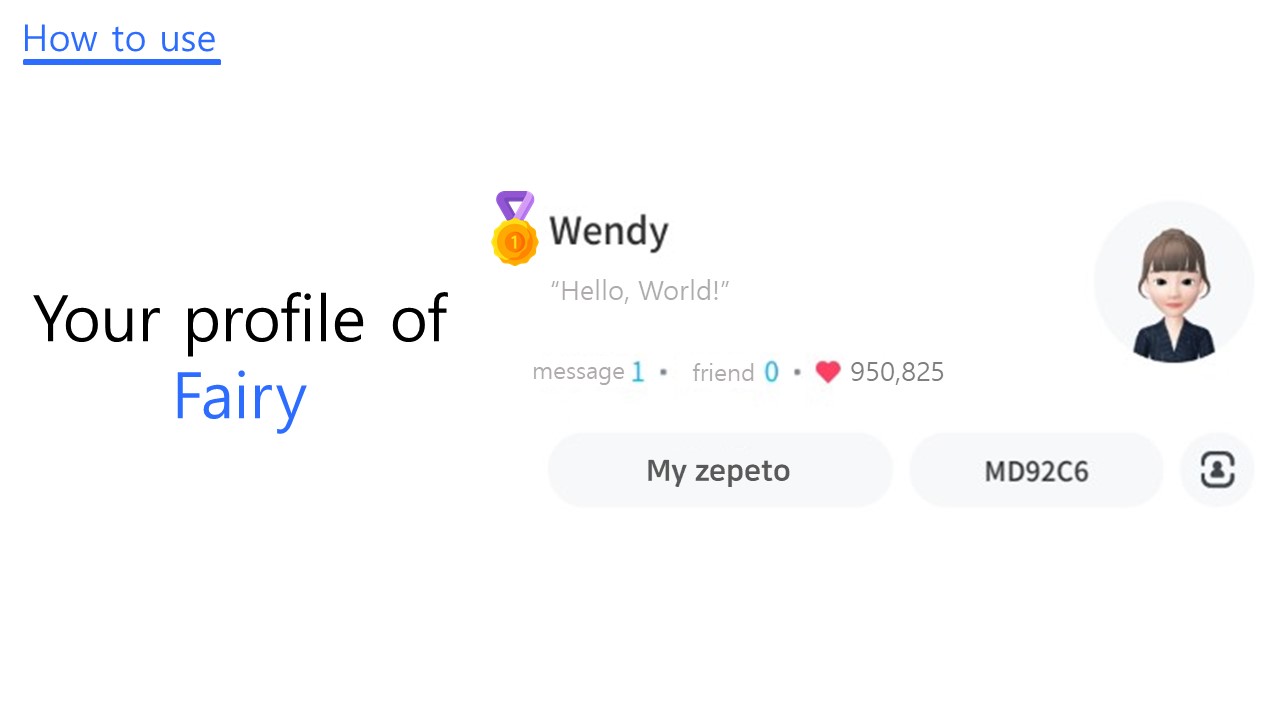 How to use
Your profile of
Fairy
1
Wendy
“Hello, World!”
message 1 • friend 0 • 950,825
My zepeto
MD92C6